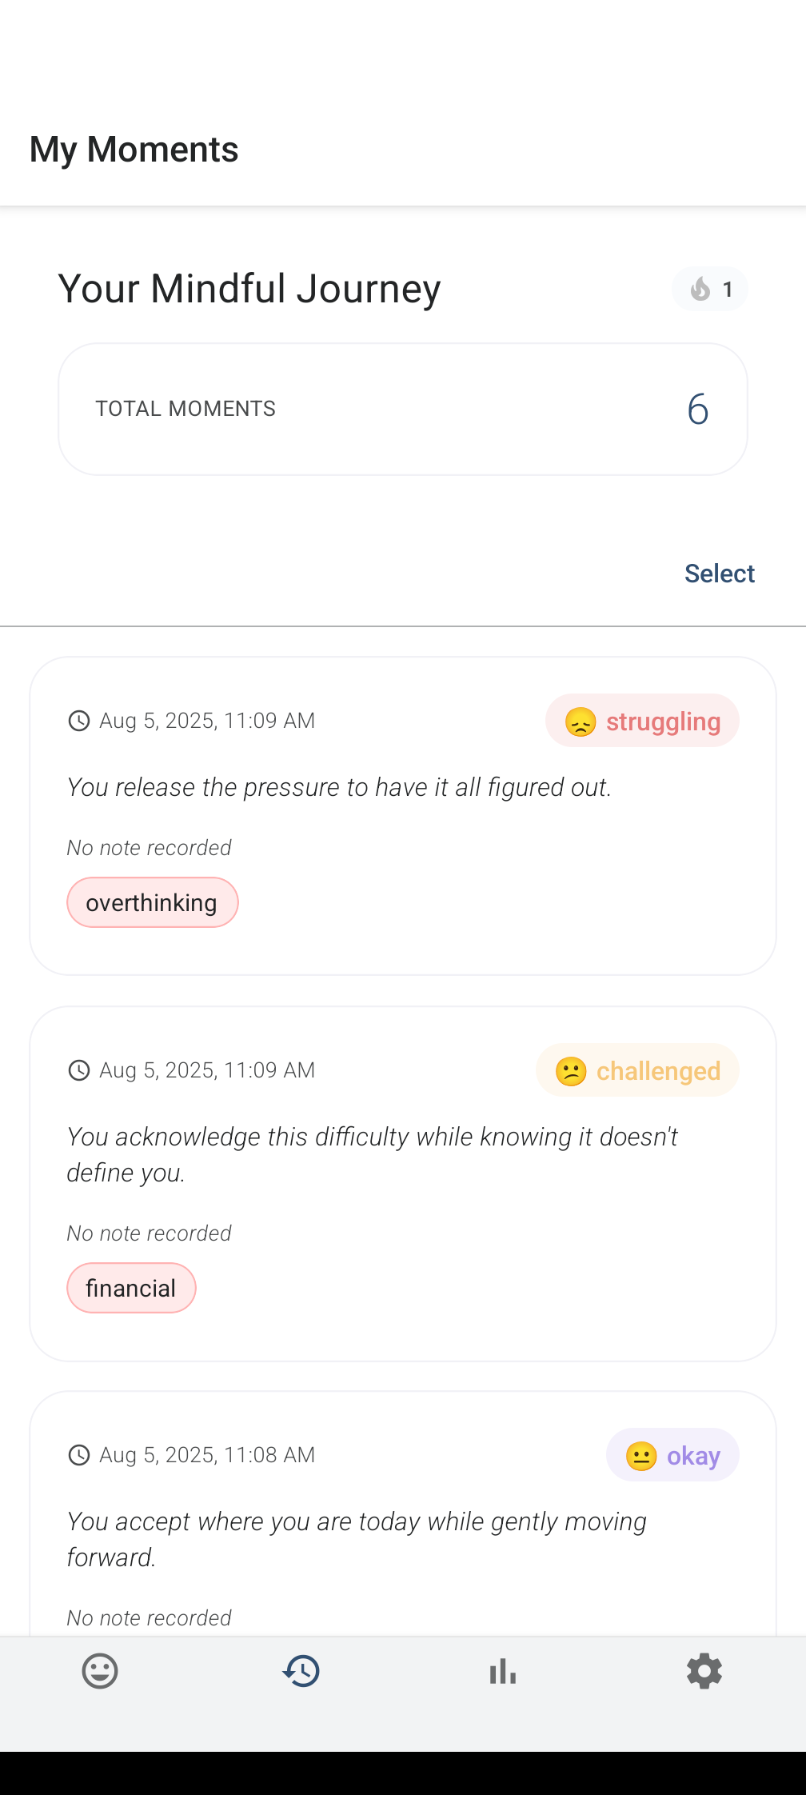 My Moments
Your Mindful Journey
1
TOTAL MOMENTS
6
Select
Aug 5, 2025, 11:09 AM
struggling
You release the pressure to have it all figured out.
No note recorded
overthinking
Aug 5, 2025, 11:09 AM
challenged
You acknowledge this difficulty while knowing it doesn't
define you.
No note recorded
financial
Aug 5, 2025, 11:08 AM
okay
You accept where you are today while gently moving
forward.
No note recorded